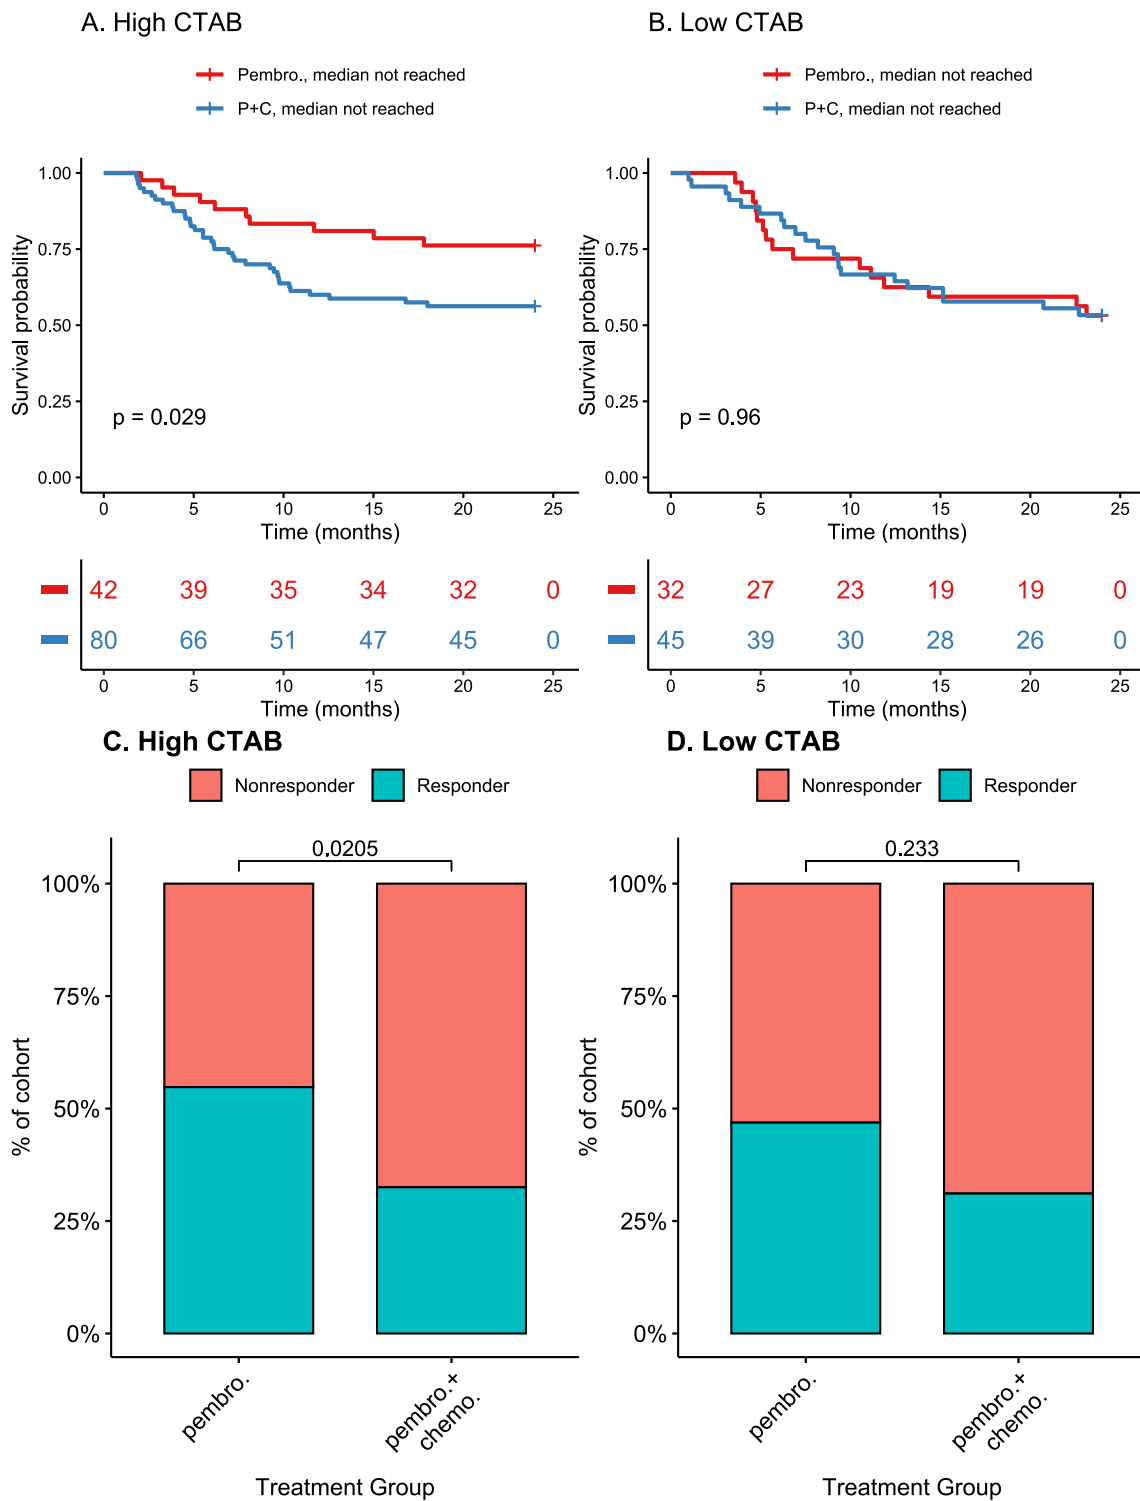 A. High CTAB
Pembro., median not reached
P+C, median not reached
Survival probability
1.00
0.75
0.50
0.25
0.00
p = 0.029
0 5 10 15 20 25
Time (months)
42 39 35 34 32 0
80 66 51 47 45 0
0 5 10 15 20 25
Time (months)
B. Low CTAB
Pembro., median not reached
P+C, median not reached
Survival probability
1.00
0.75
0.50
0.25
0.00
p = 0.96
0 5 10 15 20 25
Time (months)
32 27 23 19 19 0
45 39 30 28 26 0
0 5 10 15 20 25
Time (months)
C. High CTAB
Nonresponder Responder
0.0205
% of cohort
100%
75%
50%
25%
0%
pembro.
pembro.+
chemo.
Treatment Group
D. Low CTAB
Nonresponder Responder
0.233
% of cohort
100%
75%
50%
25%
0%
pembro.
pembro.+
chemo.
Treatment Group